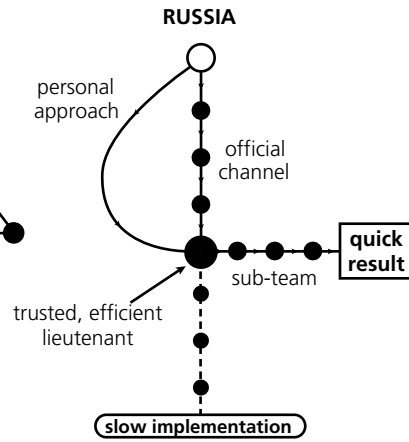 RUSSIA
personal
approach
official
channel
quick
result
sub-team
trusted, efficient
lieutenant
slow implementation